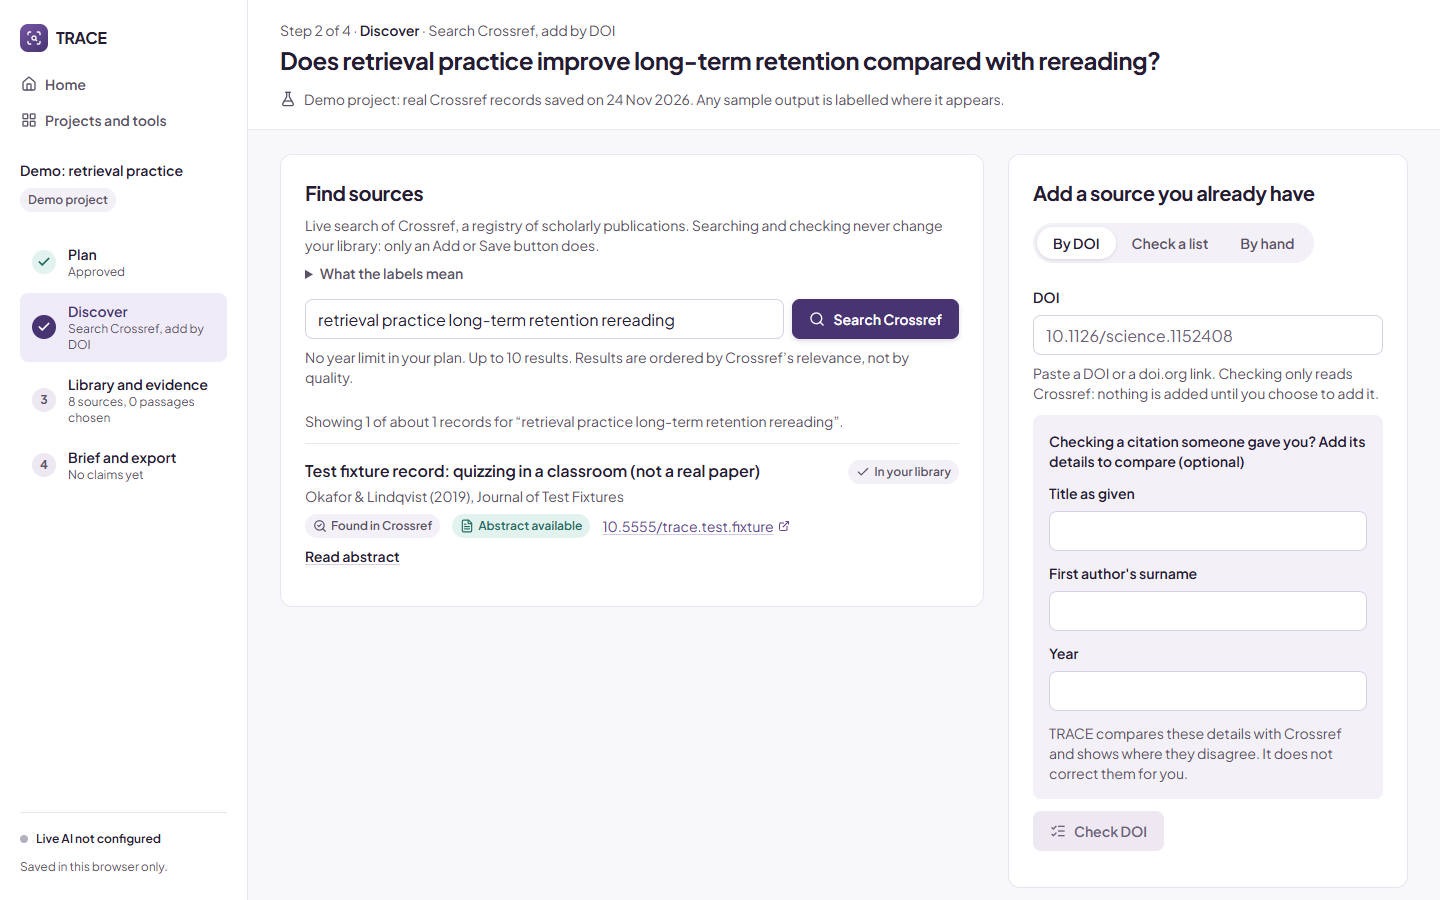 TRACE
Home
Projects and tools
Demo: retrieval practice
Demo project
Plan
Approved
Discover
Search Crossref, add by
DOI
3
Library and evidence
8 sources, 0 passages
chosen
4
Brief and export
No claims yet
Live AI not configured
Saved in this browser only.
Step 2 of 4 · Discover · Search Crossref, add by DOI
Does retrieval practice improve long-term retention compared with rereading?
Demo project: real Crossref records saved on 24 Nov 2026. Any sample output is labelled where it appears.
Find sources
Live search of Crossref, a registry of scholarly publications. Searching and checking never change
your library: only an Add or Save button does.
What the labels mean
retrieval practice long-term retention rereading
Search Crossref
No year limit in your plan. Up to 10 results. Results are ordered by Crossref's relevance, not by
quality.
Showing 1 of about 1 records for “retrieval practice long-term retention rereading”.
Test fixture record: quizzing in a classroom (not a real paper)
In your library
Okafor & Lindqvist (2019), Journal of Test Fixtures
Found in Crossref
Abstract available
10.5555/trace.test.fixture
Read abstract
Add a source you already have
By DOI
Check a list
By hand
DOI
10.1126/science.1152408
Paste a DOI or a doi.org link. Checking only reads
Crossref: nothing is added until you choose to add it.
Checking a citation someone gave you? Add its
details to compare (optional)
Title as given
First author's surname
Year
TRACE compares these details with Crossref
and shows where they disagree. It does not
correct them for you.
Check DOI